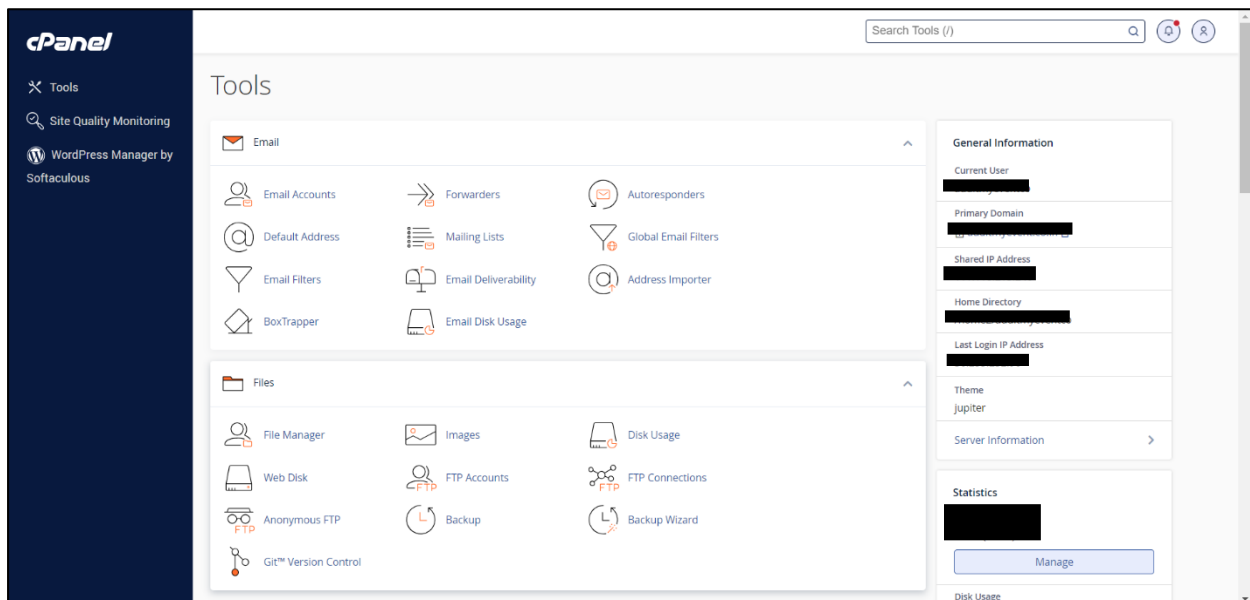 cPanel
Search Tools (/)
Tools
Site Quality Monitoring
WordPress Manager by
Softaculous
Tools
Email
Email Accounts
Forwarders
Autoresponders
Default Address
Mailing Lists
Global Email Filters
Email Filters
Email Deliverability
Address Importer
BoxTrapper
Email Disk Usage
Files
File Manager
Images
Disk Usage
Web Disk
FTP Accounts
FTP Connections
Anonymous FTP
Backup
Backup Wizard
Git™ Version Control
General Information
Current User
Primary Domain
Shared IP Address
Home Directory
Last Login IP Address
Theme
jupiter
Server Information
Statistics
Manage
Disk Usage